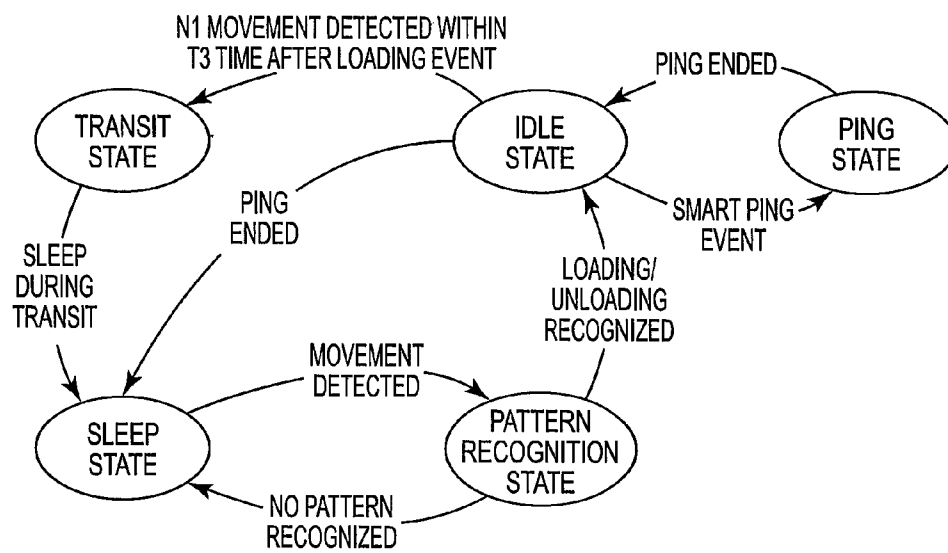 N1 MOVEMENT DETECTED WITHIN
T3 TIME AFTER LOADING EVENT
PING ENDED
TRANSIT
STATE
IDLE
STATE
PING
STATE
PING
ENDED
SMART PING
EVENT
SLEEP
DURING
TRANSIT
LOADING/
UNLOADING
RECOGNIZED
MOVEMENT
DETECTED
SLEEP
STATE
PATTERN
RECOGNITION
STATE
NO PATTERN
RECOGNIZED